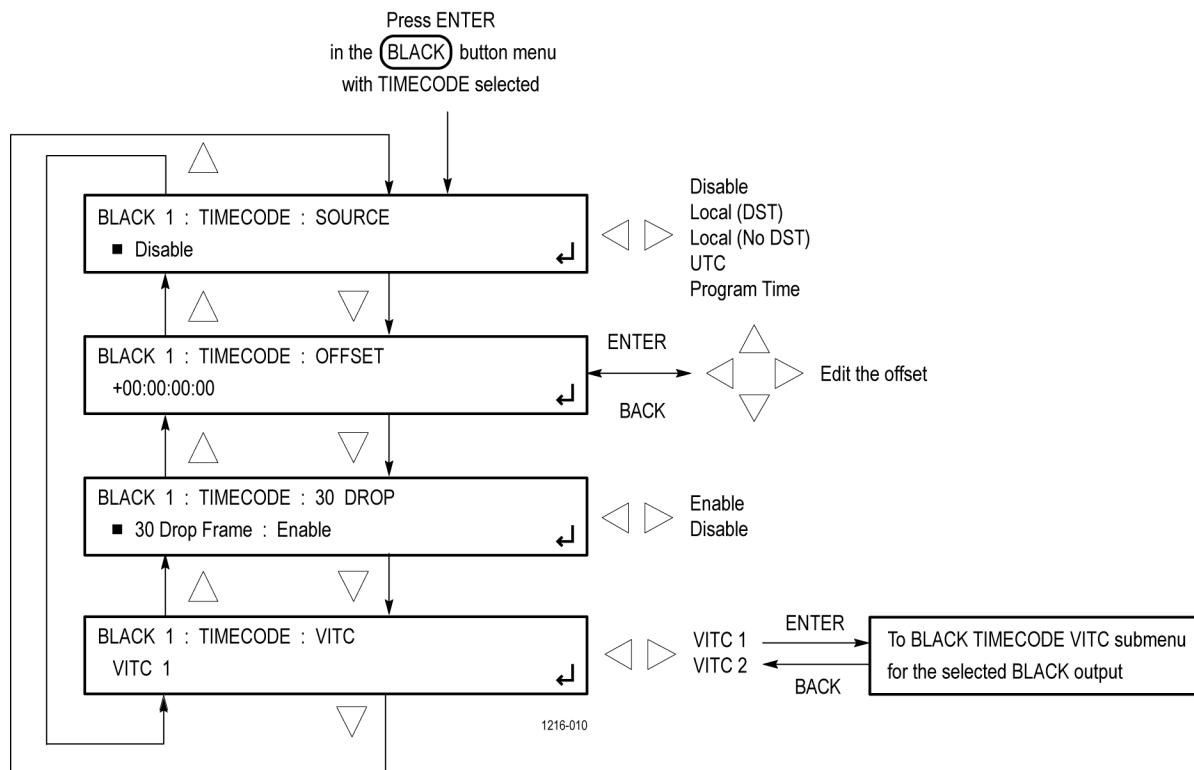 Press ENTER
in the BLACK button menu
with TIMECODE selected
BLACK 1 : TIMECODE : SOURCE
■ Disable
Disable
Local (DST)
Local (No DST)
UTC
Program Time
BLACK 1 : TIMECODE : OFFSET
+00:00:00:00
ENTER
BACK
Edit the offset
BLACK 1 : TIMECODE : 30 DROP
■ 30 Drop Frame : Enable
Enable
Disable
BLACK 1 : TIMECODE : VITC
VITC 1
VITC 1
VITC 2
ENTER
BACK
To BLACK TIMECODE VITC submenu
for the selected BLACK output
1216-010